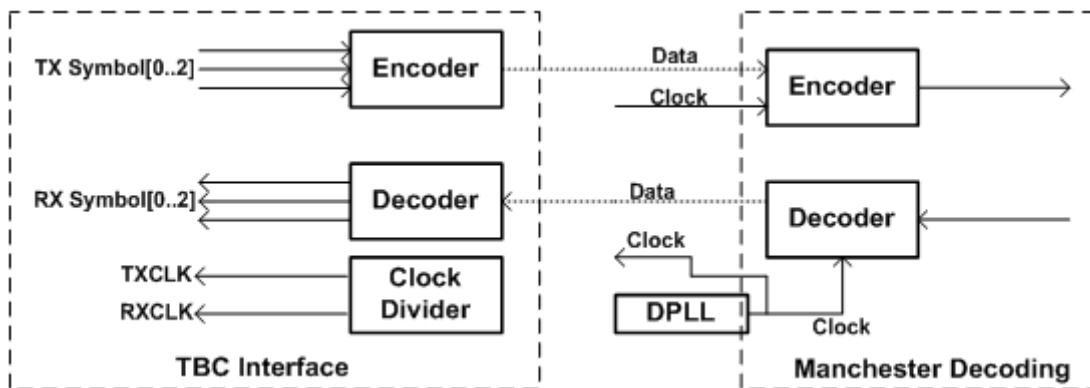 TX Symbol[0..2]
Encoder
Data
Clock
Encoder
RX Symbol[0..2]
Decoder
Data
Decoder
Clock
TXCLK
RXCLK
Clock
Divider
DPLL
Clock
TBC Interface
Manchester Decoding